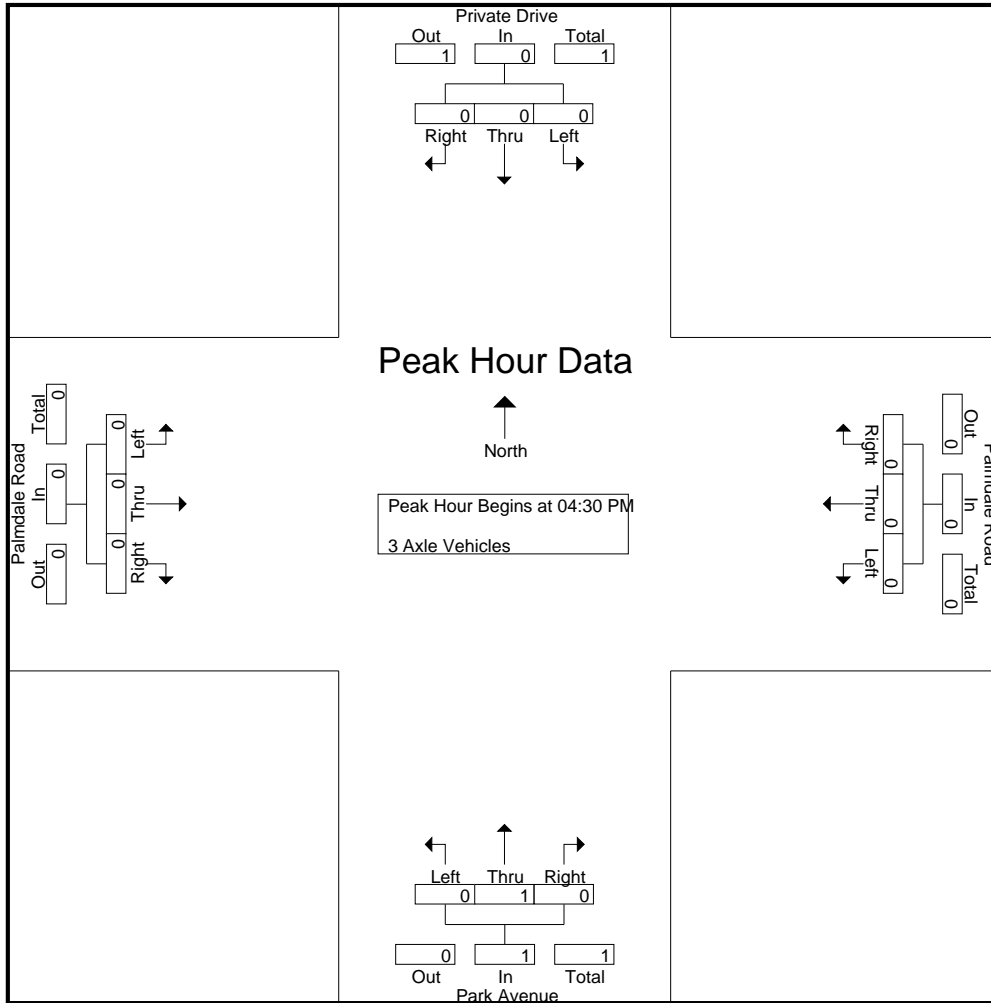 Private Drive
Out In Total
1 0 1
0 0 0
Right Thru Left
Peak Hour Data
North
Peak Hour Begins at 04:30 PM
3 Axle Vehicles
Palmdale Road
Total In Out
0 0 0
0 0 0
Left Thru Right
Palmdale Road
Out In Total
0 0 0
0 0 0
Right Thru Left
Left Thru Right
0 1 0
0 1 1
Out In Total
Park Avenue